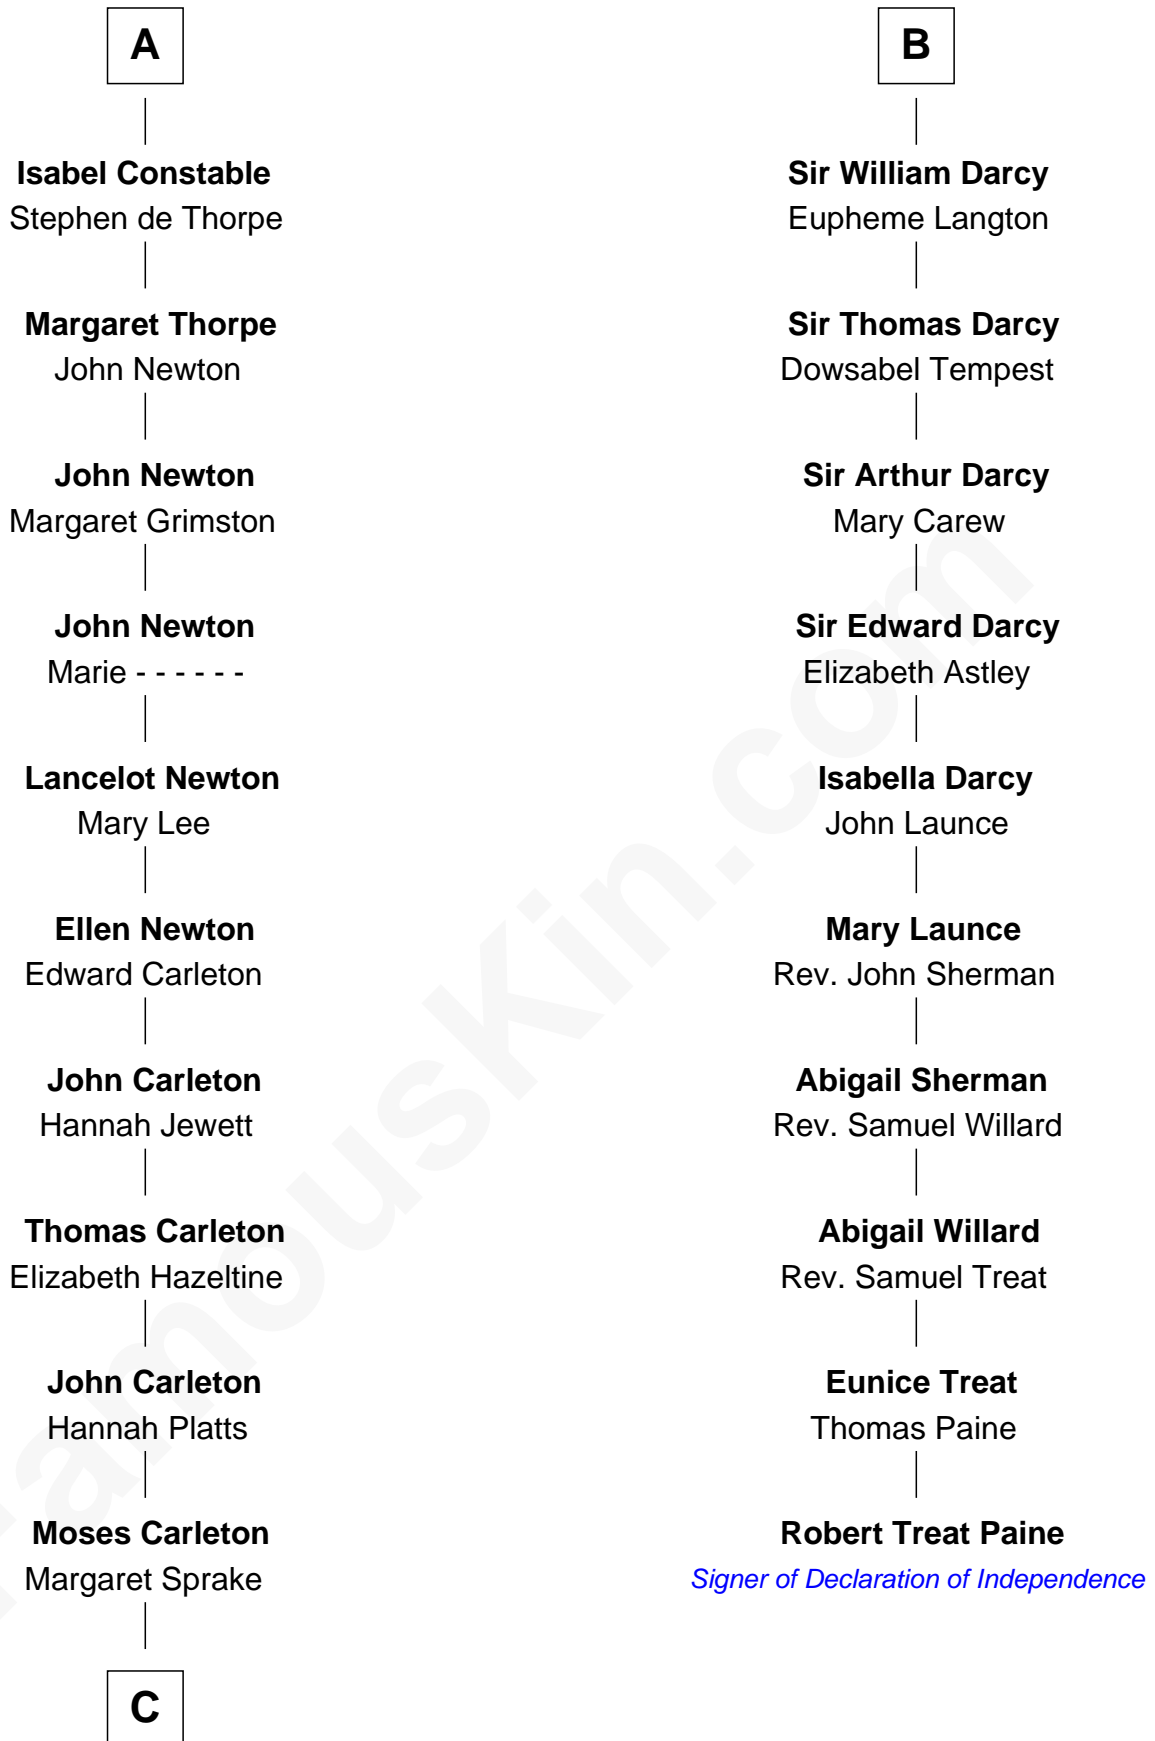 A
Isabel Constable
Stephen de Thorpe
Margaret Thorpe
John Newton
John Newton
Margaret Grimston
John Newton
Marie - - - - - -
Lancelot Newton
Mary Lee
Ellen Newton
Edward Carleton
John Carleton
Hannah Jewett
Thomas Carleton
Elizabeth Hazeltine
John Carleton
Hannah Platts
Moses Carleton
Margaret Sprake
C
B
Sir William Darcy
Eupheme Langton
Sir Thomas Darcy
Dowsabel Tempest
Sir Arthur Darcy
Mary Carew
Sir Edward Darcy
Elizabeth Astley
Isabella Darcy
John Launce
Mary Launce
Rev. John Sherman
Abigail Sherman
Rev. Samuel Willard
Abigail Willard
Rev. Samuel Treat
Eunice Treat
Thomas Paine
Robert Treat Paine
Signer of Declaration of Independence
FamousKin.com